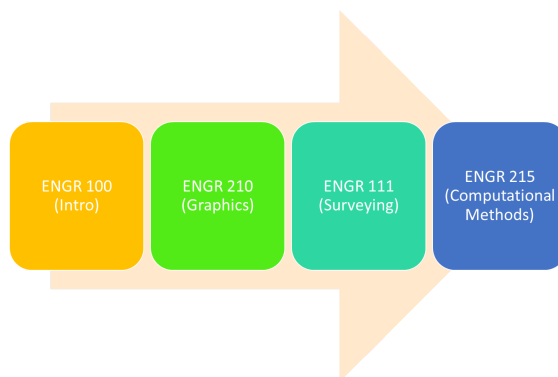 ENGR 100
(Intro)
ENGR 210
(Graphics)
ENGR 111
(Surveying)
ENGR 215
(Computational
Methods)